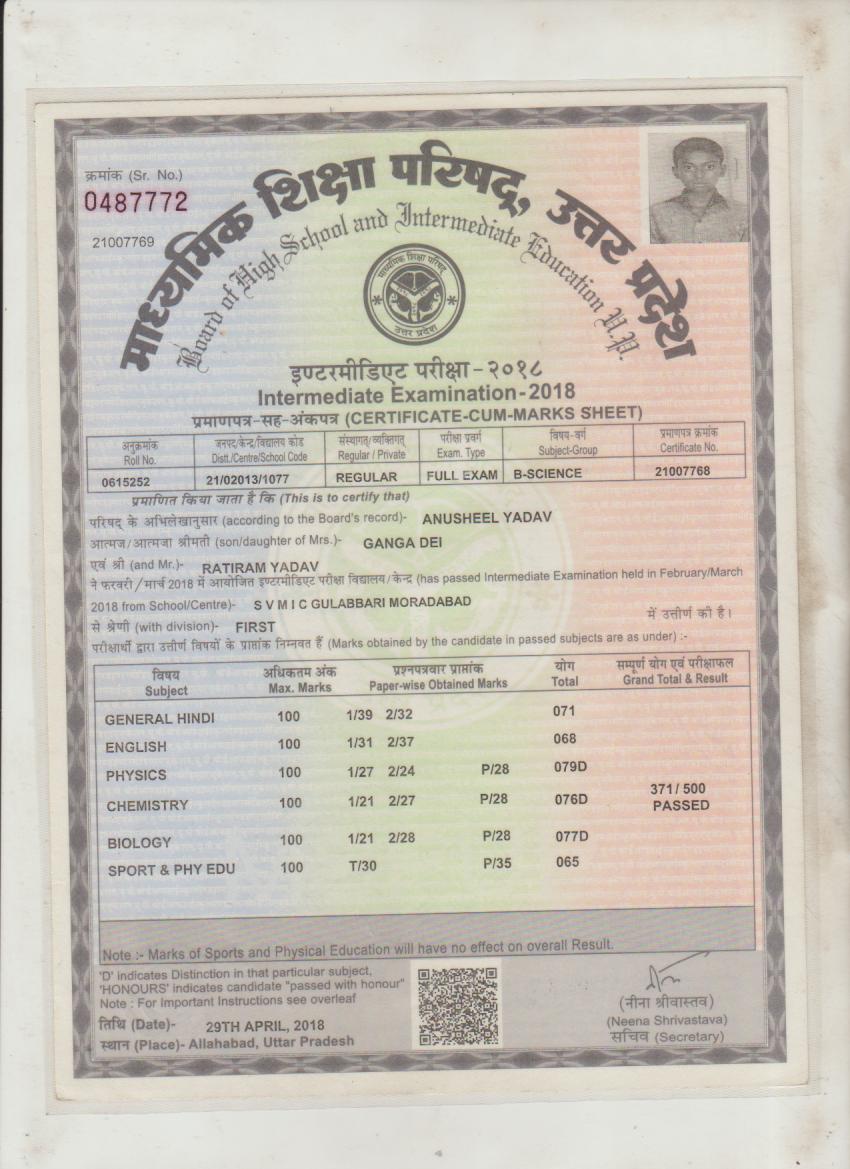 क्रमांक (Sr. No.)
0487772
21007769
माध्यमिक शिक्षा परिषद्, उत्तर प्रदेश
Board of High School and Intermediate Education U.P.
माध्यमिक शिक्षा परिषद्
उत्तर प्रदेश
इण्टरमीडिएट परीक्षा - २०१८
Intermediate Examination - 2018
प्रमाणपत्र-सह-अंकपत्र (CERTIFICATE-CUM-MARKS SHEET)
अनुक्रमांक जनपद/केन्द्र/विद्यालय कोड संस्थागत/व्यक्तिगत परीक्षा प्रवर्ग विषय-वर्ग प्रमाणपत्र क्रमांक
Roll No. Distt./Centre/School Code Regular / Private Exam. Type Subject-Group Certificate No.
0615252 21/02013/1077 REGULAR FULL EXAM B-SCIENCE 21007768
प्रमाणित किया जाता है कि (This is to certify that)
परिषद् के अभिलेखानुसार (according to the Board's record)- ANUSHEEL YADAV
आत्मज/आत्मजा श्रीमती (son/daughter of Mrs.)- GANGA DEI
एवं श्री (and Mr.)- RATIRAM YADAV
ने फरवरी/मार्च 2018 में आयोजित इण्टरमीडिएट परीक्षा विद्यालय/केन्द्र (has passed Intermediate Examination held in February/March
2018 from School/Centre)- S V M I C GULABBARI MORADABAD
से श्रेणी (with division)- FIRST में उत्तीर्ण की है।
परीक्षार्थी द्वारा उत्तीर्ण विषयों के प्राप्तांक निम्नवत हैं (Marks obtained by the candidate in passed subjects are as under) :-
विषय अधिकतम अंक प्रश्नपत्रवार प्राप्तांक योग सम्पूर्ण योग एवं परीक्षाफल
Subject Max. Marks Paper-wise Obtained Marks Total Grand Total & Result
GENERAL HINDI 100 1/39 2/32 071
ENGLISH 100 1/31 2/37 068
PHYSICS 100 1/27 2/24 P/28 079D
371/ 500
CHEMISTRY 100 1/21 2/27 P/28 076D PASSED
BIOLOGY 100 1/21 2/28 P/28 077D
SPORT & PHY EDU 100 T/30 P/35 065
Note :- Marks of Sports and Physical Education will have no effect on overall Result.
'D' indicates Distinction in that particular subject,
'HONOURS' indicates candidate "passed with honour"
Note : For Important Instructions see overleaf
तिथि (Date)- 29TH APRIL, 2018
स्थान (Place)- Allahabad, Uttar Pradesh
(नीना श्रीवास्तव)
(Neena Shrivastava)
सचिव (Secretary)